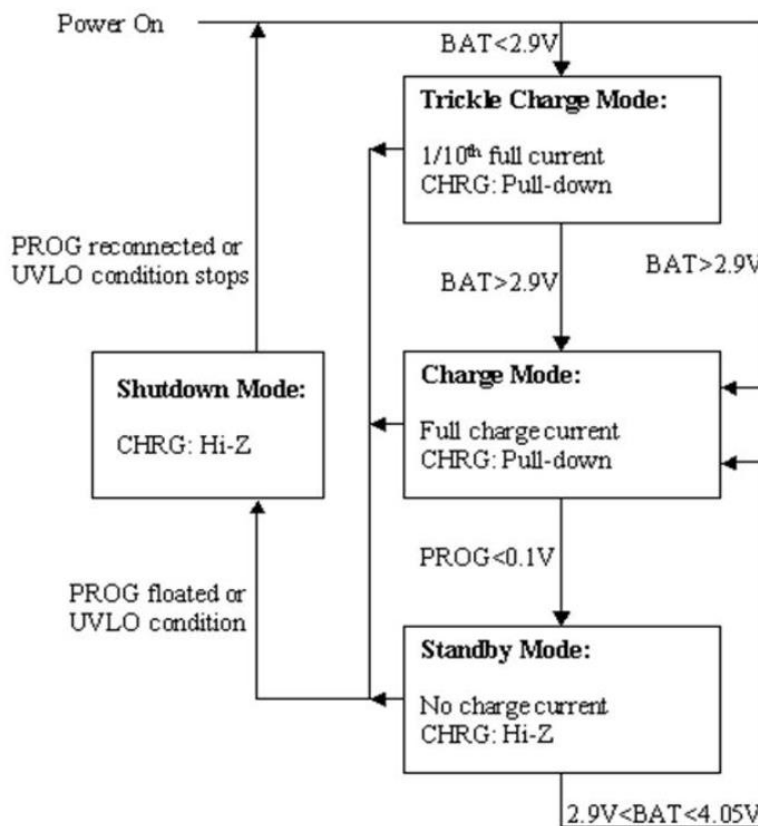 Power On
BAT<2.9V
Trickle Charge Mode:
1/10th full current
CHRG: Pull-down
PROG reconnected or
UVLO condition stops
BAT>2.9V
BAT>2.9V
Shutdown Mode:
CHRG: Hi-Z
Charge Mode:
Full charge current
CHRG: Pull-down
PROG<0.1V
PROG floated or
UVLO condition
Standby Mode:
No charge current
CHRG: Hi-Z
2.9V<BAT<4.05V